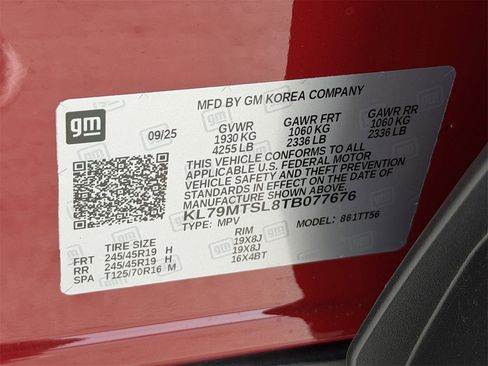 MFD BY GM KOREA COMPANY
gm
09/25
GVWR GAWR FRT GAWR RR
1930 KG 1060 KG 1060 KG
4255 LB 2336 LB 2336 LB
THIS VEHICLE CONFORMS TO ALL
APPLICABLE U.S. FEDERAL MOTOR
VEHICLE SAFETY AND THEFT PREVENTION
STANDARDS IN EFFECT ON THE DATE OF
MANUFACTURE SHOWN ABOVE.
KL79MTSL8TB077676
TYPE: MPV MODEL: 861TT56
TIRE SIZE RIM
FRT 245/45R19 H 19X8J
RR 245/45R19 H 19X8J
SPA T125/70R16 M 16X4BT